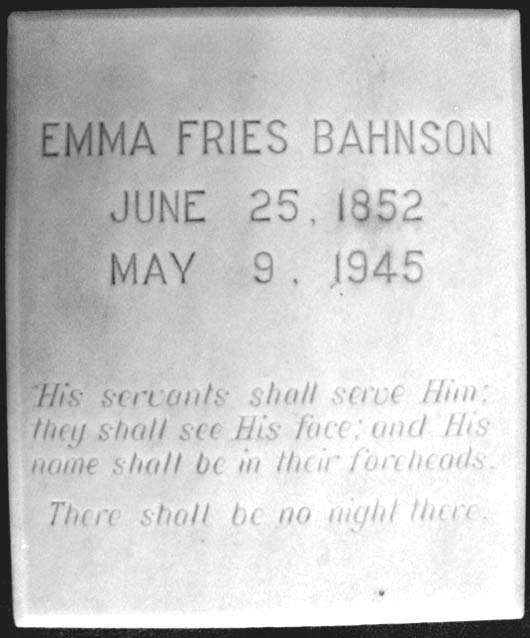 EMMA FRIES BAHNSON
JUNE 25, 1852
MAY 9, 1945
"His servants shall serve Him;
they shall see His face; and His
name shall be in their foreheads.
There shall be no night there.